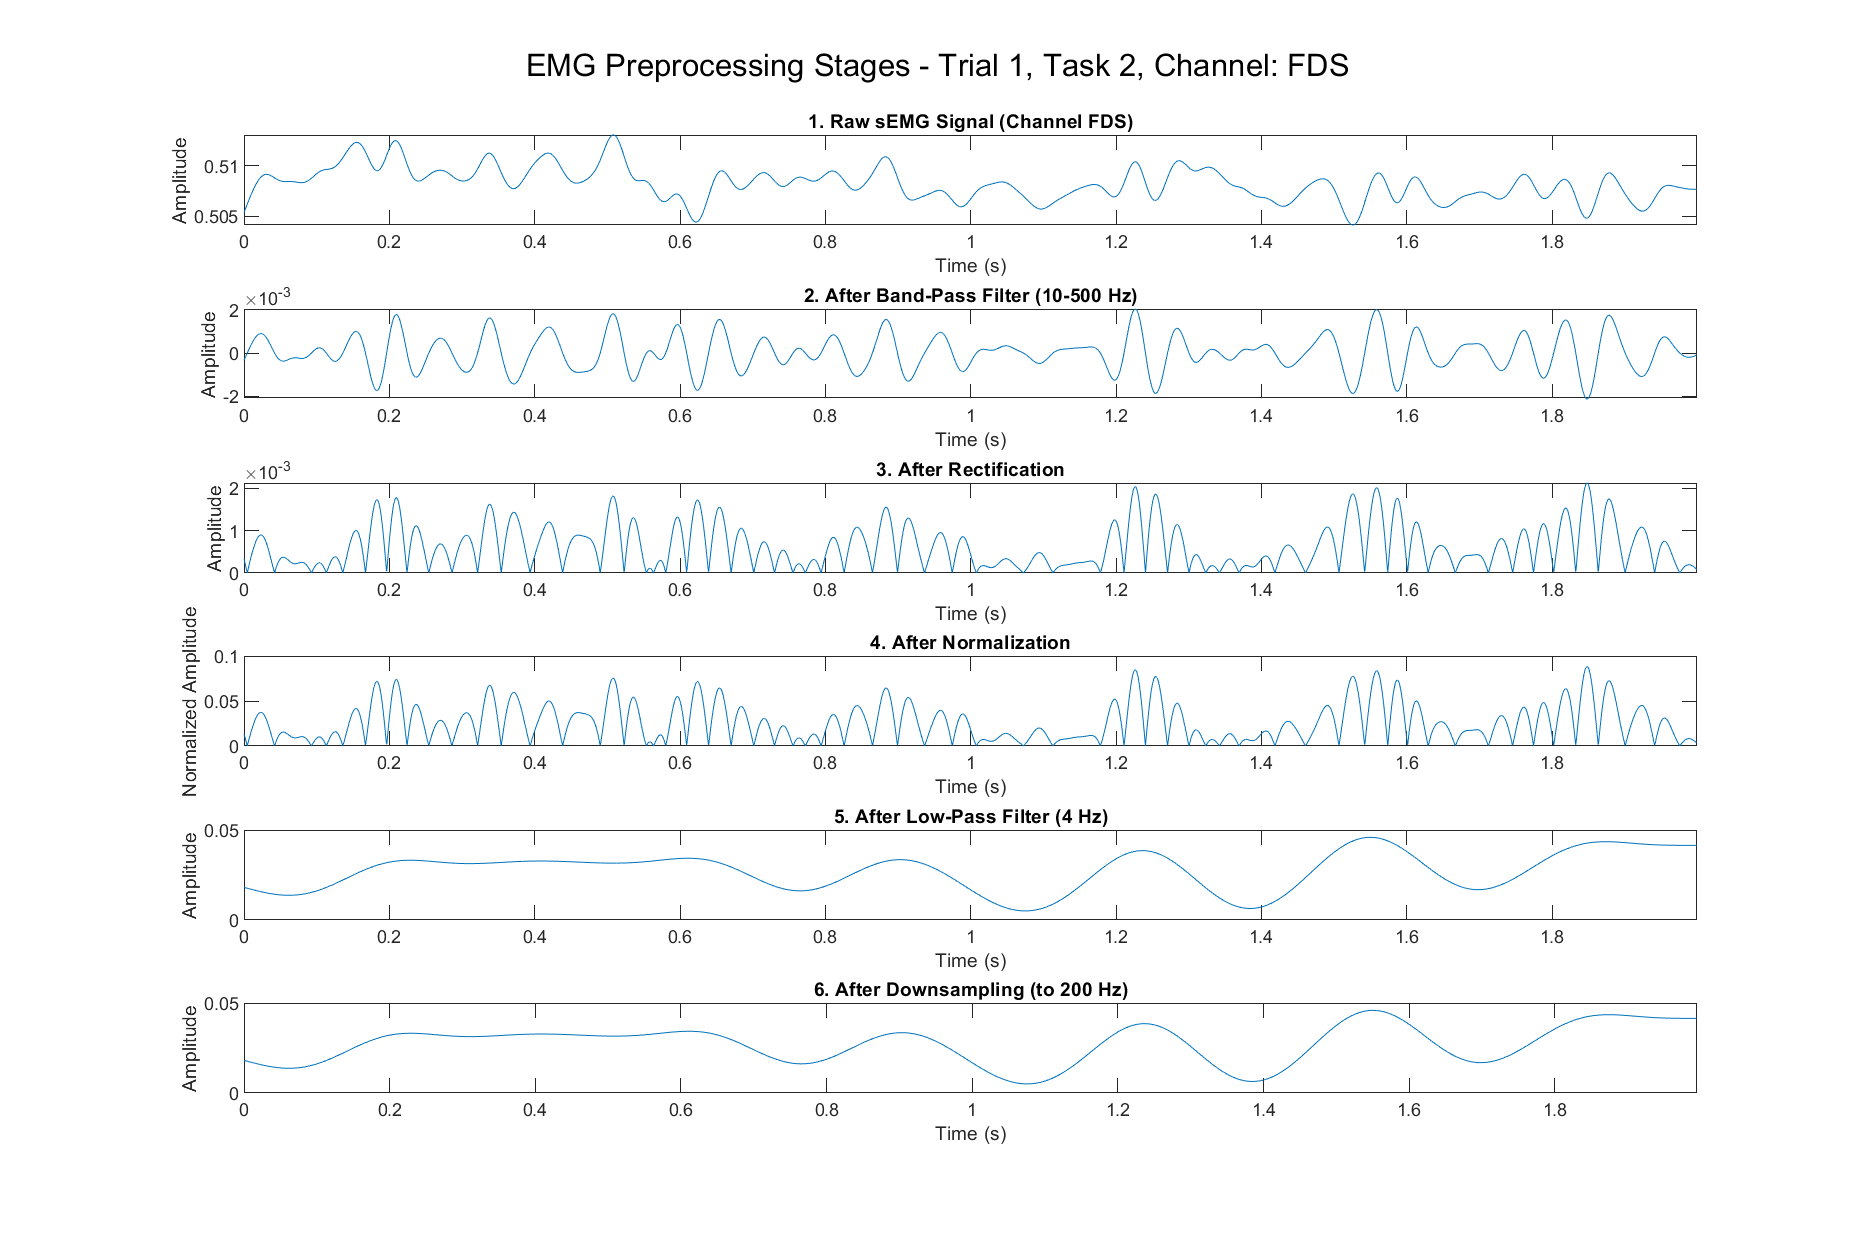 EMG Preprocessing Stages - Trial 1, Task 2, Channel: FDS
1. Raw sEMG Signal (Channel FDS)
Amplitude
0.51
0.505
0 0.2 0.4 0.6 0.8 1 1.2 1.4 1.6 1.8
Time (s)
2. After Band-Pass Filter (10-500 Hz)
×10-3
Amplitude
2
0
-2
0 0.2 0.4 0.6 0.8 1 1.2 1.4 1.6 1.8
Time (s)
3. After Rectification
×10-3
Amplitude
2
1
0
0 0.2 0.4 0.6 0.8 1 1.2 1.4 1.6 1.8
Time (s)
4. After Normalization
Normalized Amplitude
0.1
0.05
0
0 0.2 0.4 0.6 0.8 1 1.2 1.4 1.6 1.8
Time (s)
5. After Low-Pass Filter (4 Hz)
Amplitude
0.05
0
0 0.2 0.4 0.6 0.8 1 1.2 1.4 1.6 1.8
Time (s)
6. After Downsampling (to 200 Hz)
Amplitude
0.05
0
0 0.2 0.4 0.6 0.8 1 1.2 1.4 1.6 1.8
Time (s)